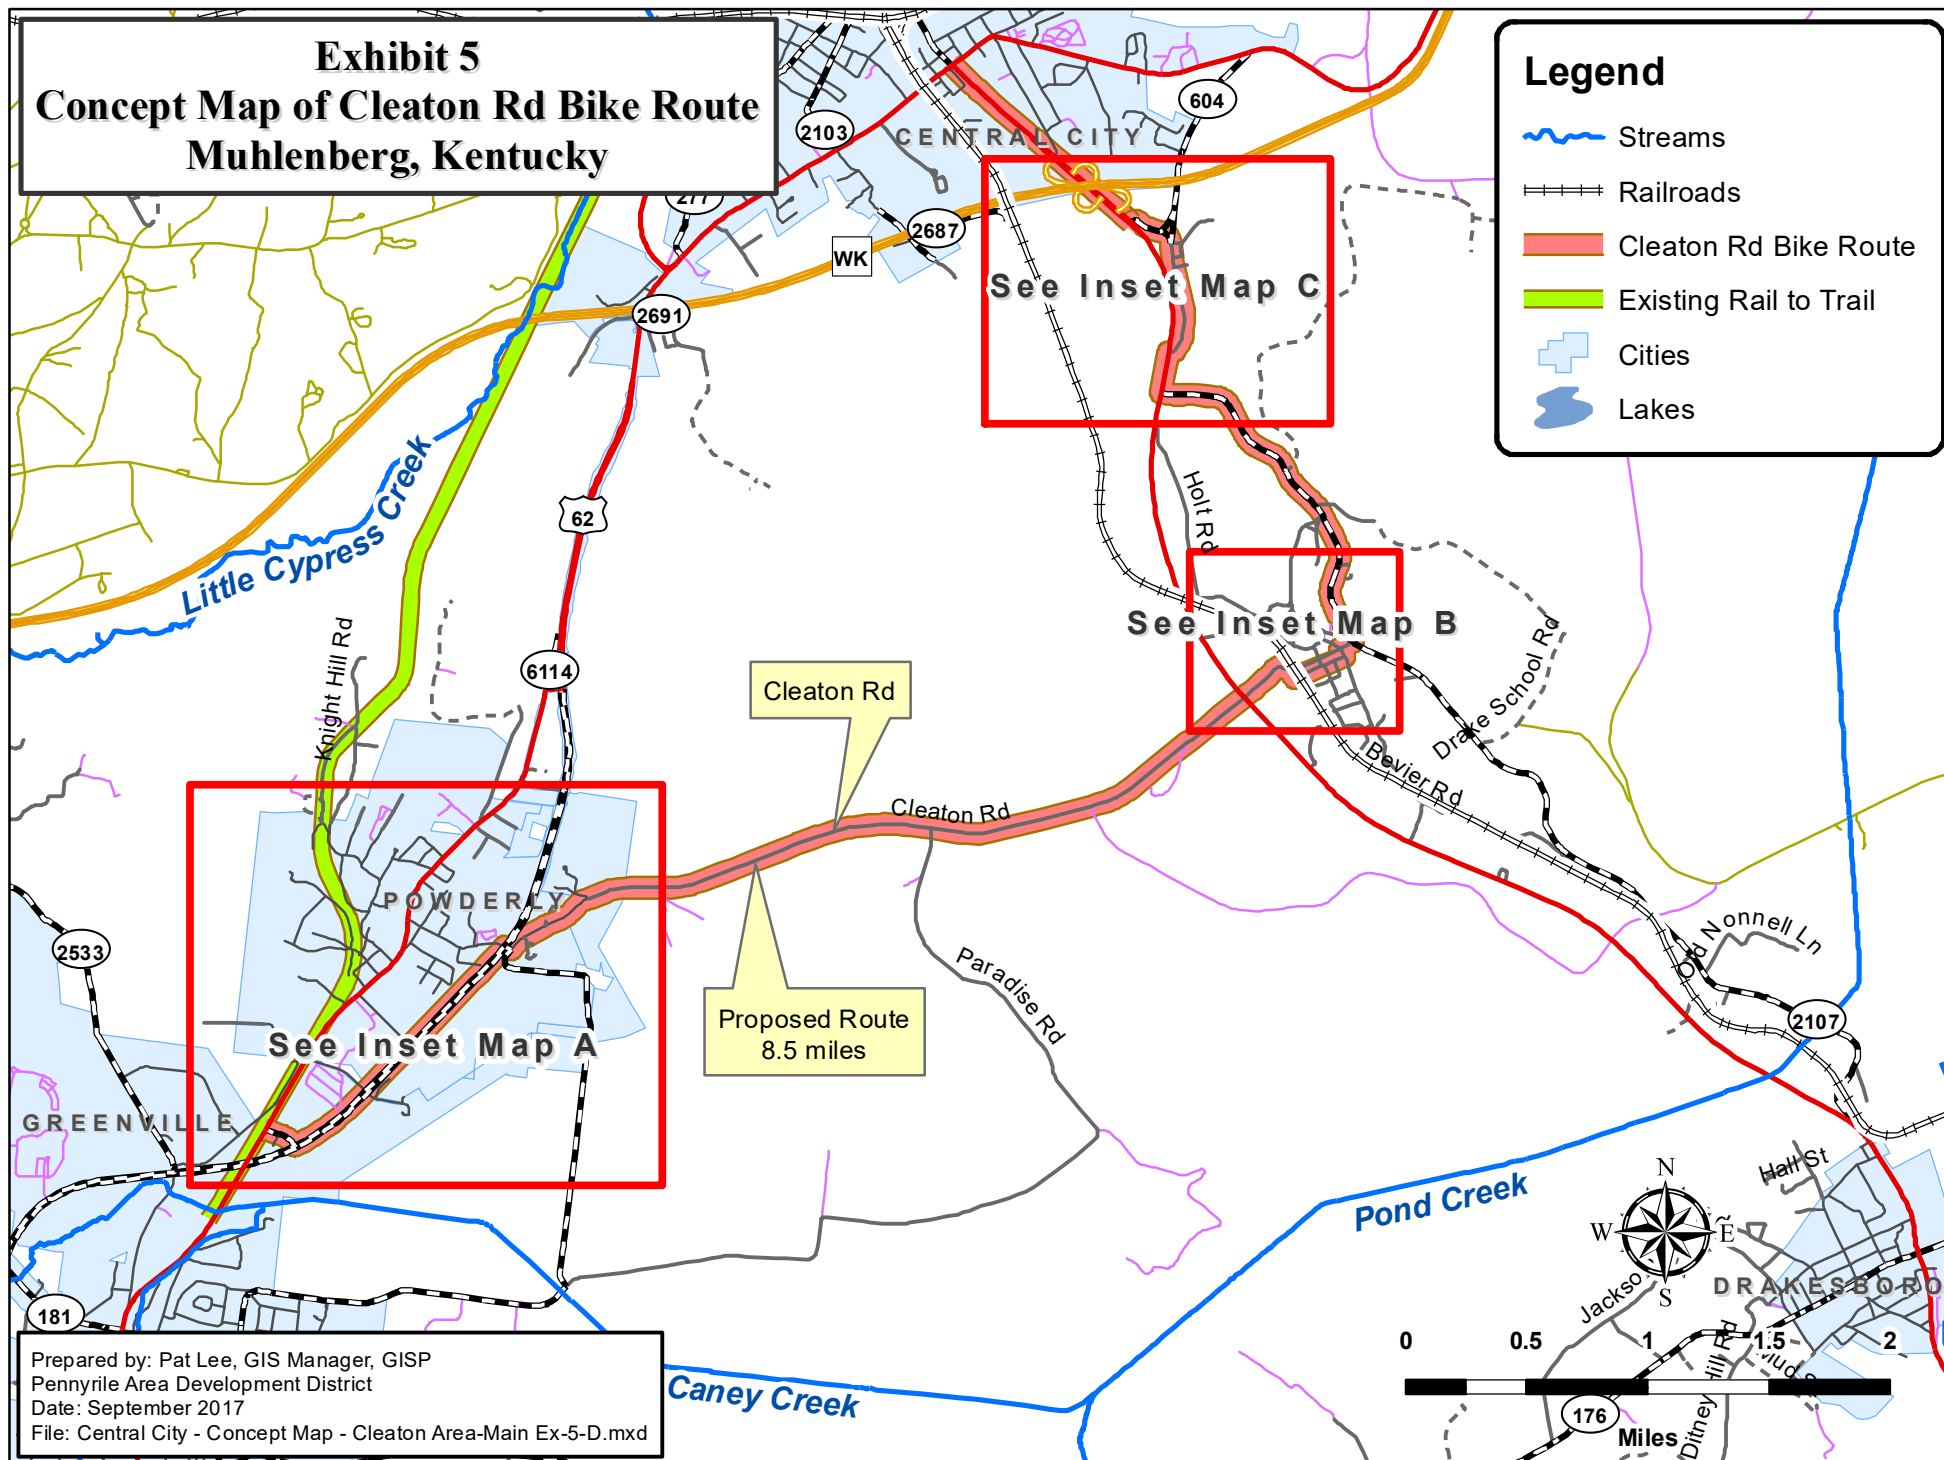 Exhibit 5
Concept Map of Cleaton Rd Bike Route
Muhlenberg, Kentucky
Legend
Streams
Railroads
Cleaton Rd Bike Route
Existing Rail to Trail
Cities
Lakes
604
2103
CENTRAL CITY
277
2687
WK
See Inset Map C
2691
Little Cypress Creek
62
Holt Rd
See Inset Map B
Knight Hill Rd
6114
Cleaton Rd
Drake School Rd
Bevier Rd
Cleaton Rd
POWDERLY
2533
Old Nonnell Ln
Paradise Rd
Proposed Route
8.5 miles
2107
See Inset Map A
GREENVILLE
Hall St
N
W
E
S
Pond Creek
Jackso
DRAKESBORO
181
0
0.5
1
1.5
2
Ditney Hill Rd
176
Miles
Caney Creek
Prepared by: Pat Lee, GIS Manager, GISP
Pennyrile Area Development District
Date: September 2017
File: Central City - Concept Map - Cleaton Area-Main Ex-5-D.mxd